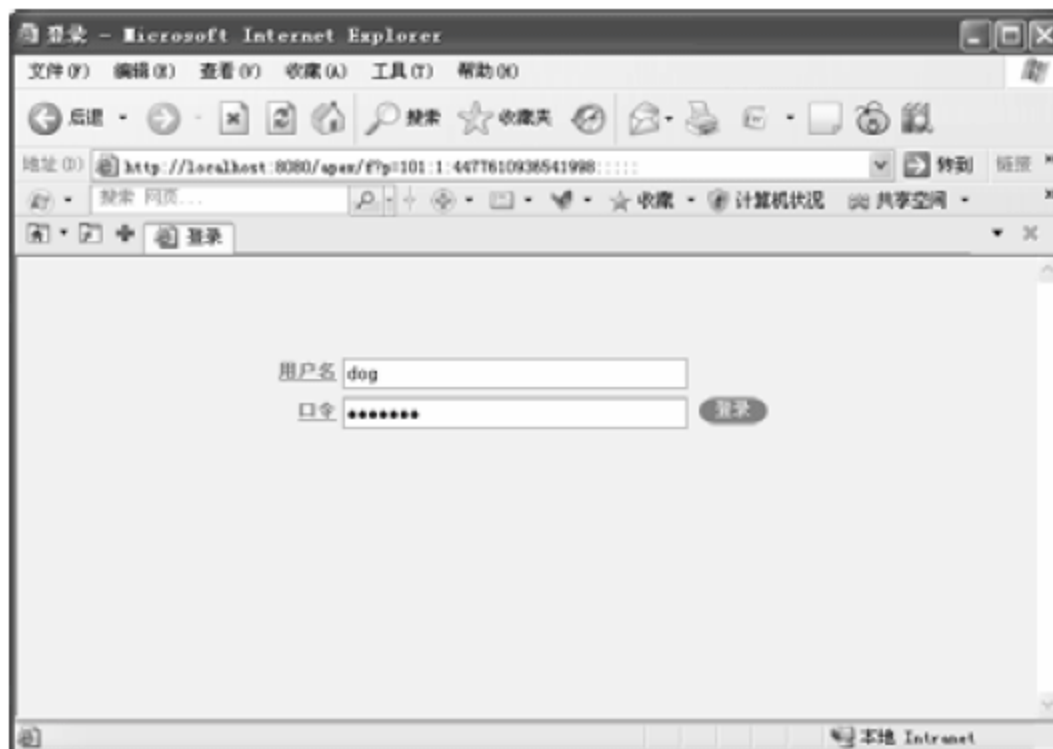 登录 - Microsoft Internet Explorer
文件(F) 编辑(E) 查看(V) 收藏(A) 工具(T) 帮助(H)
后退 搜索 收藏夹
地址(D) http://localhost:8080/apex/f?p=101:1:4477610936541998::::: 转到 链接
搜索 网页... 收藏 计算机状况 共享空间
登录
用户名 dog
口令 •••••••
登录
本地 Intranet